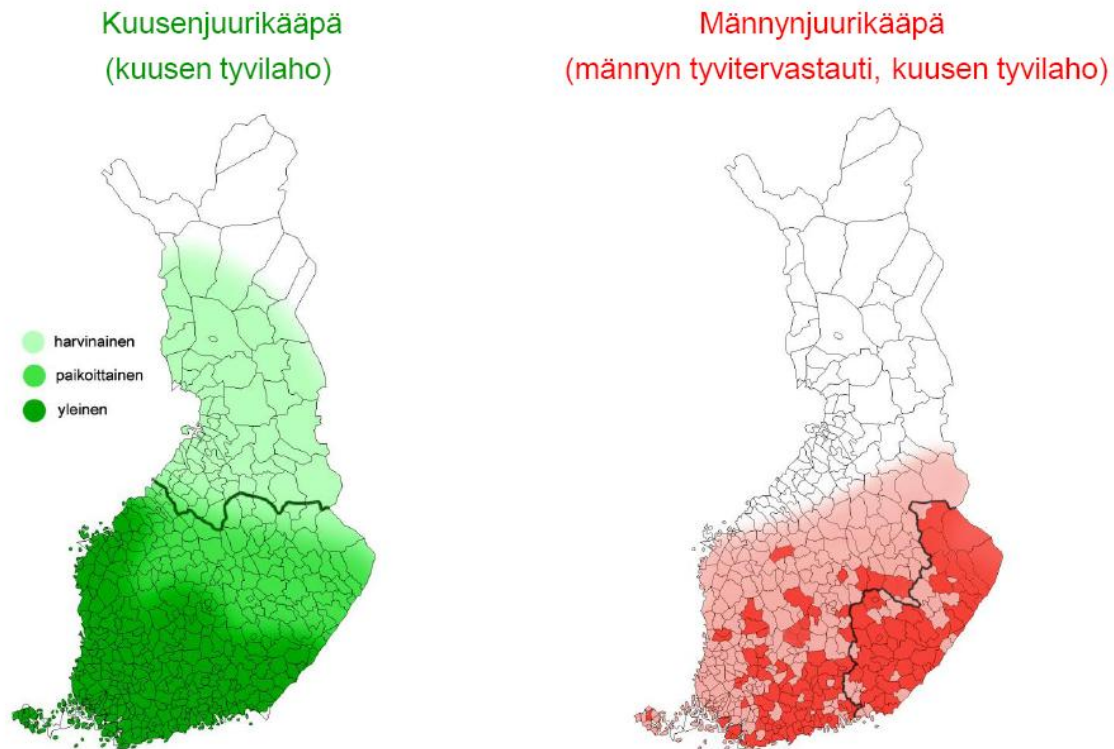 Kuusenjuurikääpä
(kuusen tyvilaho)
Männynjuurikääpä
(männyn tyvitervastauti, kuusen tyvilaho)
harvinainen
paikoittainen
yleinen